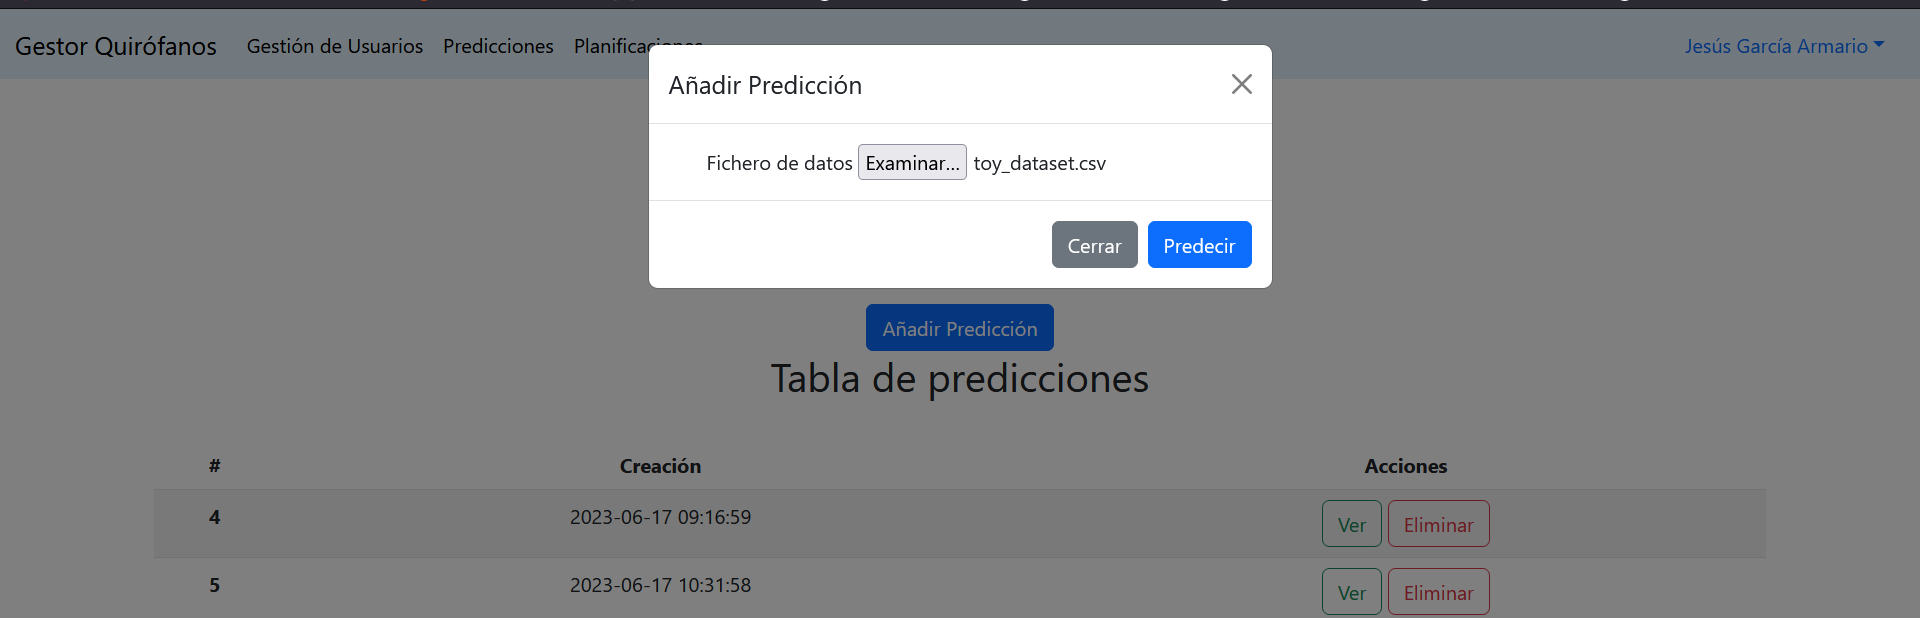 Gestor Quirófanos Gestión de Usuarios Predicciones Planificaciones Jesús García Armario
Añadir Predicción
Fichero de datos Examinar... toy_dataset.csv
Cerrar Predecir
Añadir Predicción
Tabla de predicciones
# Creación Acciones
4 2023-06-17 09:16:59 Ver Eliminar
5 2023-06-17 10:31:58 Ver Eliminar